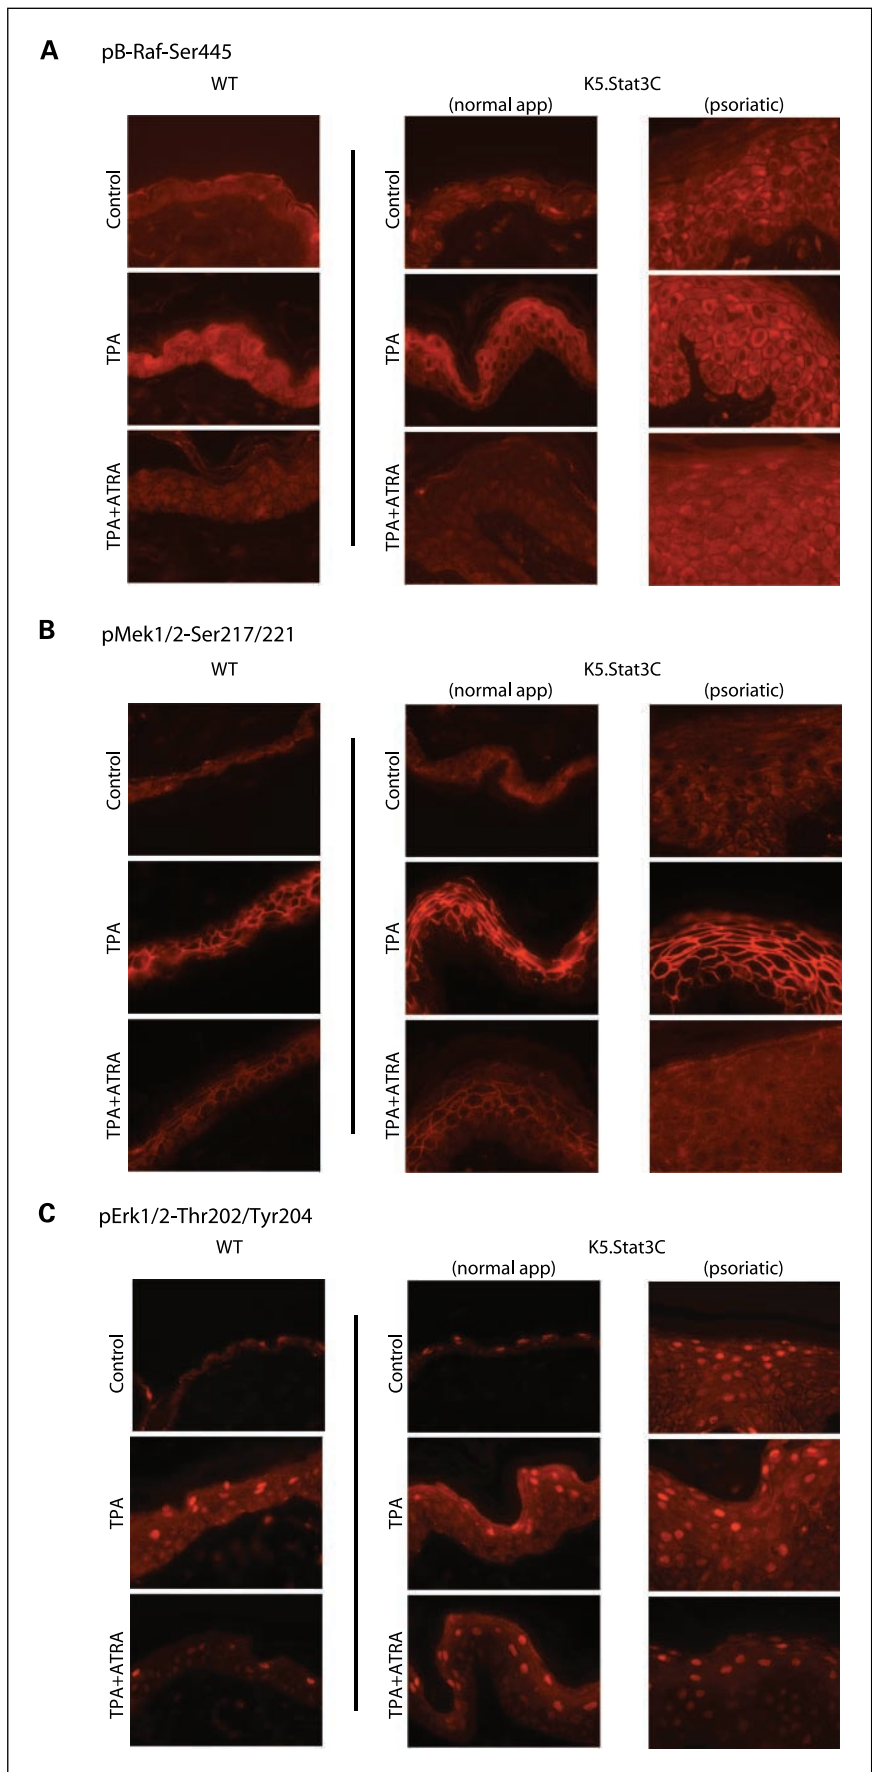 A pB-Raf-Ser445
WT K5.Stat3C
(normal app) (psoriatic)
Control Control
TPA TPA
TPA+ATRA TPA+ATRA
B pMek1/2-Ser217/221
WT K5.Stat3C
(normal app) (psoriatic)
Control Control
TPA TPA
TPA+ATRA TPA+ATRA
C pErk1/2-Thr202/Tyr204
WT K5.Stat3C
(normal app) (psoriatic)
Control Control
TPA TPA
TPA+ATRA TPA+ATRA